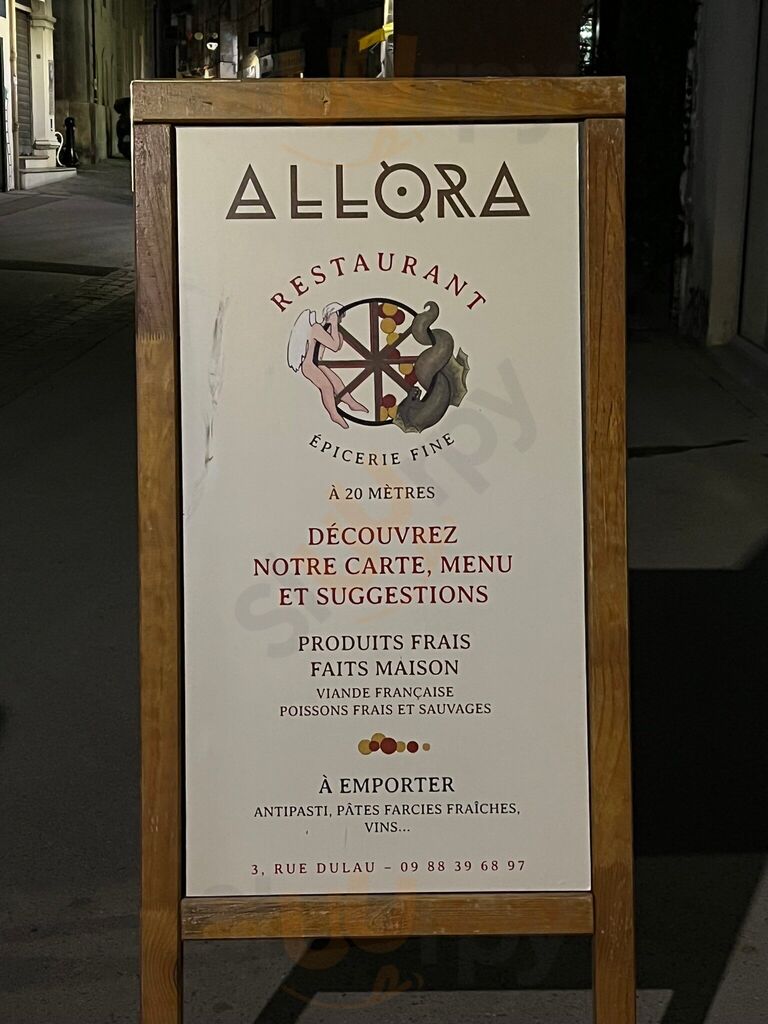 ALLORA
RESTAURANT
ÉPICERIE FINE
À 20 MÈTRES
DÉCOUVREZ
NOTRE CARTE, MENU
ET SUGGESTIONS
PRODUITS FRAIS
FAITS MAISON
VIANDE FRANÇAISE
POISSONS FRAIS ET SAUVAGES
À EMPORTER
ANTIPASTI, PÂTES FARCIES FRAÎCHES,
VINS...
3, RUE DULAU – 09 88 39 68 97